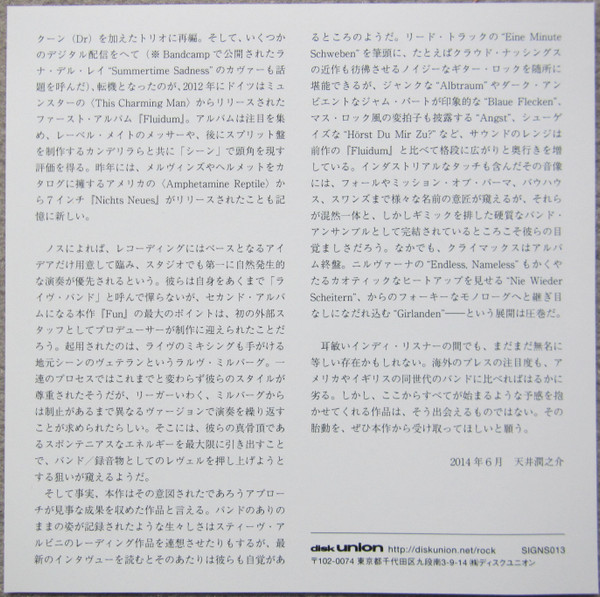 クーン（Dr）を加えたトリオに再編。そして、いくつか
のデジタル配信をへて（※ Bandcampで公開されたラ
ナ・デル・レイ “Summertime Sadness” のカヴァーも話
題を呼んだ）、転機となったのが、2012年にドイツはミュ
ンスターの〈This Charming Man〉からリリースされた
ファースト・アルバム『Fluidum』。アルバムは注目を集
め、レーベル・メイトのメッサーや、後にスプリット盤
を制作するカンデリラらと共に「シーン」で頭角を現す
評価を得る。昨年には、メルヴィンズやヘルメットをカ
タログに擁するアメリカの〈Amphetamine Reptile〉か
ら7インチ『Nichts Neues』がリリースされたことも記
憶に新しい。
ノスによれば、レコーディングにはベースとなるアイ
デアだけ用意して臨み、スタジオでも第一に自然発生的
な演奏が優先されるという。彼らは自身をあくまで「ラ
イヴ・バンド」と呼んで憚らないが、セカンド・アルバ
ムになる本作『Fun』の最大のポイントは、初の外部ス
タッフとしてプロデューサーが制作に迎えられたことだ
ろう。起用されたのは、ライヴのミキシングも手がける
地元シーンのヴェテランというラルヴ・ミルバーグ。一
連のプロセスではこれまでと変わらず彼らのスタイルが
尊重されたそうだが、リーガーいわく、ミルバーグから
は制止があるまで異なるヴァージョンで演奏を繰り返す
ことが求められたらしい。そこには、彼らの真骨頂であ
るスポンテニアスなエネルギーを最大限に引き出すこと
で、バンド／録音物としてのレヴェルを押し上げようと
する狙いが窺えるようだ。
そして事実、本作はその意図されたであろうアプロー
チが見事な成果を収めた作品と言える。バンドのありの
ままの姿が記録されたような生々しさはスティーヴ・ア
ルビニのレーディング作品を連想させたりもするが、最
新のインタヴューを読むとそのあたりは彼らも自覚があ
るところのようだ。リード・トラックの “Eine Minute
Schweben” を筆頭に、たとえばクラウド・ナッシングス
の近作も彷彿させるノイジーなギター・ロックを随所に
堪能できるが、ジャンクな “Albtraum” やダーク・アン
ビエントなジャム・パートが印象的な “Blaue Flecken”、
マス・ロック風の変拍子も披露する “Angst”、シューゲ
イズな “Hörst Du Mir Zu?” など、サウンドのレンジは
前作の『Fluidum』と比べて格段に広がりと奥行きを増
している。インダストリアルなタッチも含んだその音像
には、フォールやミッション・オブ・バーマ、バウハウ
ス、スワンズまで様々な名前の意匠が窺えるが、それら
が混然一体と、しかしギミックを排した硬質なバンド・
アンサンブルとして完結されているところこそ彼らの目
覚ましさだろう。なかでも、クライマックスはアルバ
ム終盤。ニルヴァーナの “Endless, Nameless” もかくや
たるカオティックなヒートアップを見せる “Nie Wieder
Scheitern”、からのフォーキーなモノローグへと継ぎ目
なしになだれ込む “Girlanden” ――という展開は圧巻だ。
耳敏いインディ・リスナーの間でも、まだまだ無名に
等しい存在かもしれない。海外のプレスの注目度も、ア
メリカやイギリスの同世代のバンドに比べればはるかに
劣る。しかし、ここからすべてが始まるような予感を抱
かせてくれる作品は、そう出会えるものではない。その
胎動を、ぜひ本作から受け取ってほしいと願う。
2014年6月　天井潤之介
disk union http://diskunion.net/rock SIGNS013
〒102-0074 東京都千代田区九段南3-9-14 ㈱ディスクユニオン